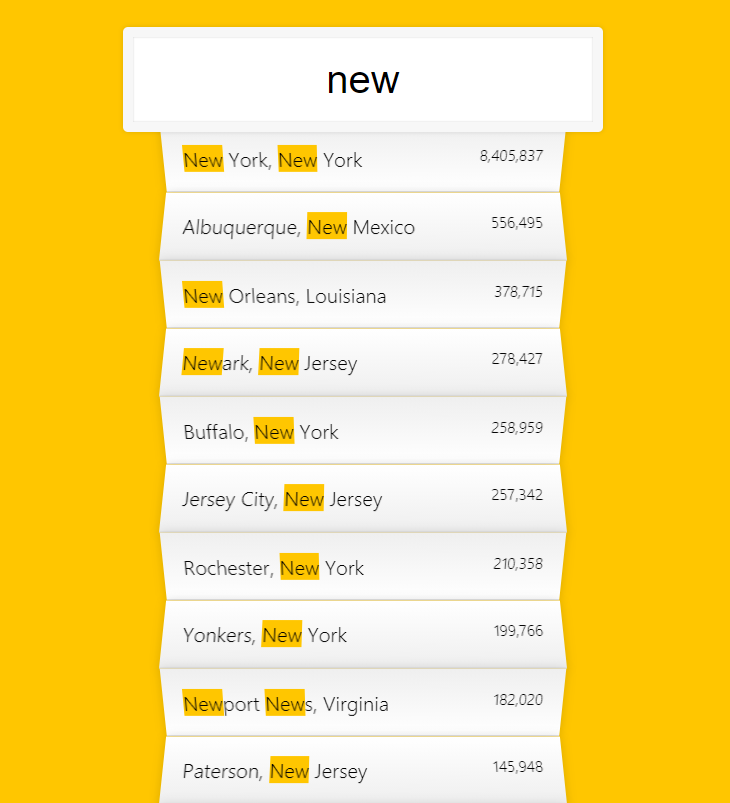 new
New York, New York 8,405,837
Albuquerque, New Mexico 556,495
New Orleans, Louisiana 378,715
Newark, New Jersey 278,427
Buffalo, New York 258,959
Jersey City, New Jersey 257,342
Rochester, New York 210,358
Yonkers, New York 199,766
Newport News, Virginia 182,020
Paterson, New Jersey 145,948